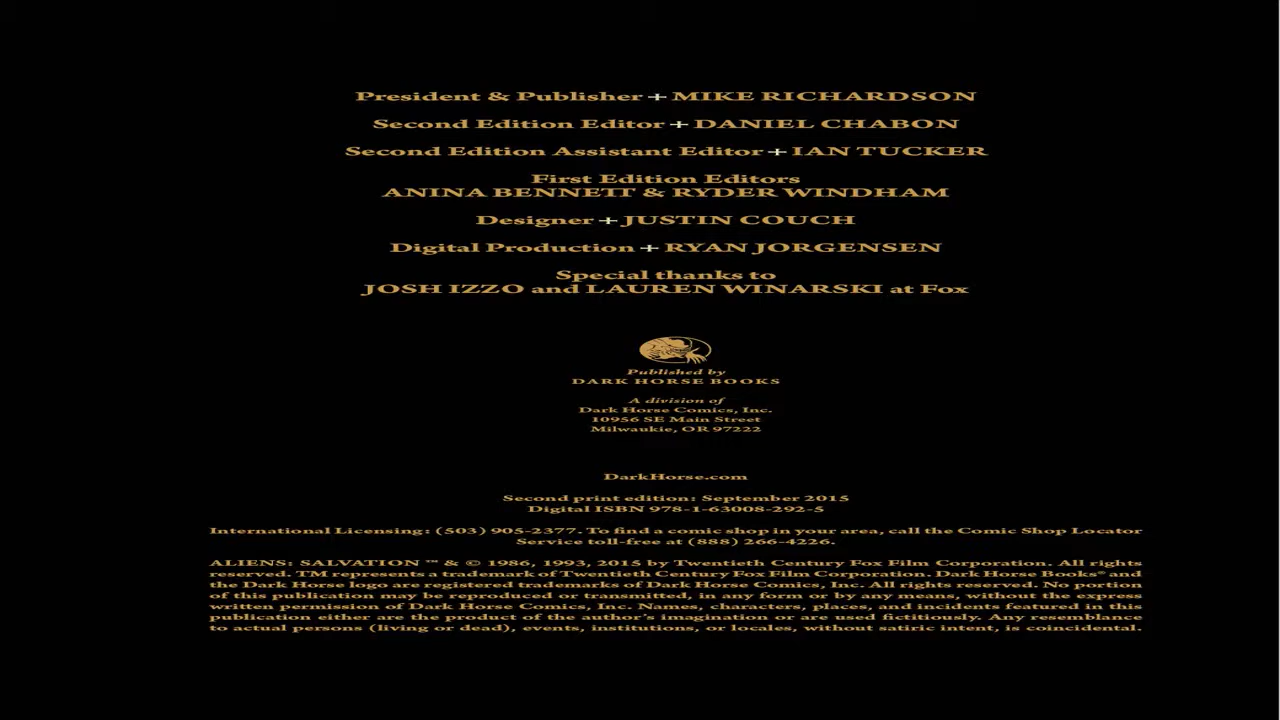 President & Publisher + MIKE RICHARDSON
Second Edition Editor + DANIEL CHABON
Second Edition Assistant Editor + IAN TUCKER
First Edition Editors
ANINA BENNETT & RYDER WINDHAM
Designer + JUSTIN COUCH
Digital Production + RYAN JORGENSEN
Special thanks to
JOSH IZZO and LAUREN WINARSKI at Fox
Published by
DARK HORSE BOOKS
A division of
Dark Horse Comics, Inc.
10956 SE Main Street
Milwaukie, OR 97222
DarkHorse.com
Second print edition: September 2015
Digital ISBN 978-1-63008-292-5
International Licensing: (503) 905-2377. To find a comic shop in your area, call the Comic Shop Locator
Service toll-free at (888) 266-4226.
ALIENS: SALVATION ™ & © 1986, 1993, 2015 by Twentieth Century Fox Film Corporation. All rights
reserved. TM represents a trademark of Twentieth Century Fox Film Corporation. Dark Horse Books® and
the Dark Horse logo are registered trademarks of Dark Horse Comics, Inc. All rights reserved. No portion
of this publication may be reproduced or transmitted, in any form or by any means, without the express
written permission of Dark Horse Comics, Inc. Names, characters, places, and incidents featured in this
publication either are the product of the author's imagination or are used fictitiously. Any resemblance
to actual persons (living or dead), events, institutions, or locales, without satiric intent, is coincidental.